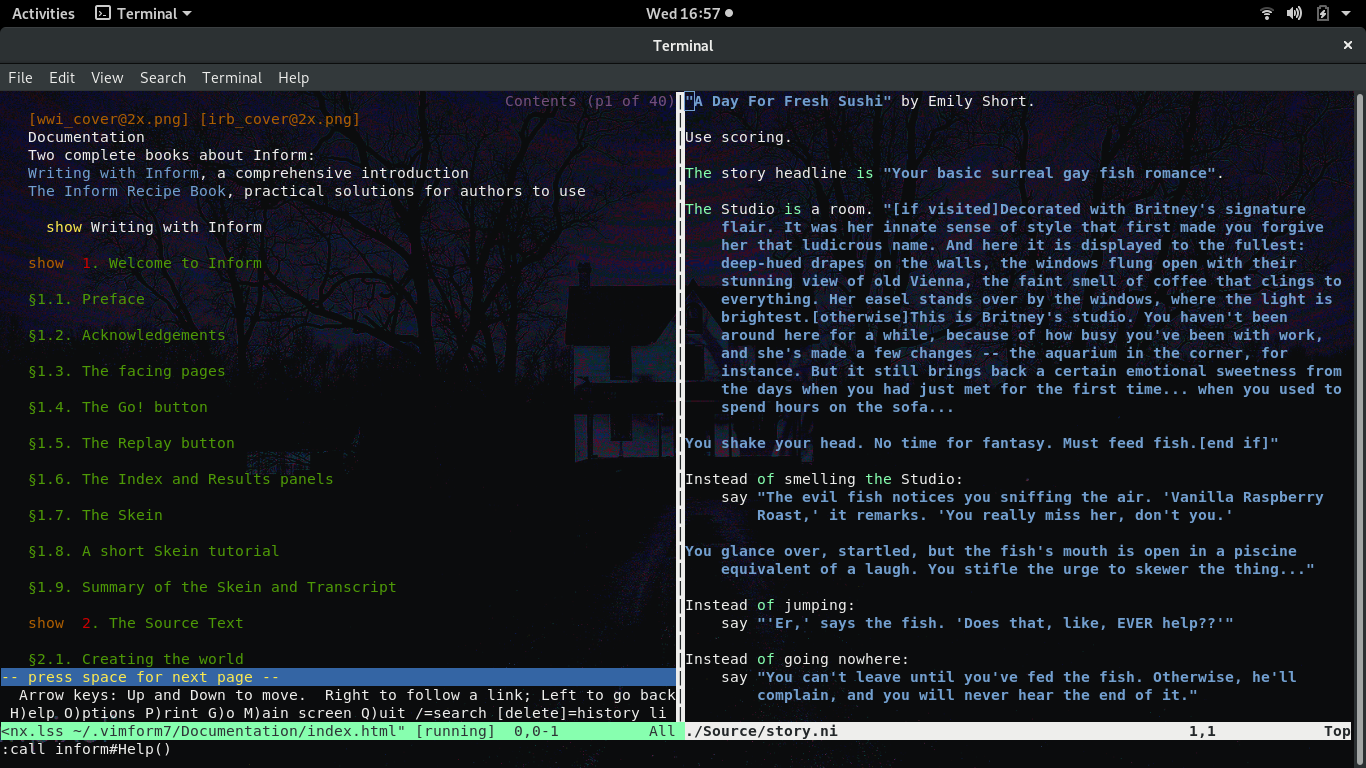 Activities Terminal Wed 16:57
Terminal
File Edit View Search Terminal Help
Contents (p1 of 40)
[wwi_cover@2x.png] [irb_cover@2x.png]
Documentation
Two complete books about Inform:
Writing with Inform, a comprehensive introduction
The Inform Recipe Book, practical solutions for authors to use
show Writing with Inform
show 1. Welcome to Inform
§1.1. Preface
§1.2. Acknowledgements
§1.3. The facing pages
§1.4. The Go! button
§1.5. The Replay button
§1.6. The Index and Results panels
§1.7. The Skein
§1.8. A short Skein tutorial
§1.9. Summary of the Skein and Transcript
show 2. The Source Text
§2.1. Creating the world
-- press space for next page --
Arrow keys: Up and Down to move. Right to follow a link; Left to go back
H)elp O)ptions P)rint G)o M)ain screen Q)uit /=search [delete]=history li
<nx.lss ~/.vimform7/Documentation/index.html" [running] 0,0-1 All
"A Day For Fresh Sushi" by Emily Short.
Use scoring.
The story headline is "Your basic surreal gay fish romance".
The Studio is a room. "[if visited]Decorated with Britney's signature
flair. It was her innate sense of style that first made you forgive
her that ludicrous name. And here it is displayed to the fullest:
deep-hued drapes on the walls, the windows flung open with their
stunning view of old Vienna, the faint smell of coffee that clings to
everything. Her easel stands over by the windows, where the light is
brightest.[otherwise]This is Britney's studio. You haven't been
around here for a while, because of how busy you've been with work,
and she's made a few changes -- the aquarium in the corner, for
instance. But it still brings back a certain emotional sweetness from
the days when you had just met for the first time... when you used to
spend hours on the sofa...
You shake your head. No time for fantasy. Must feed fish.[end if]"
Instead of smelling the Studio:
say "The evil fish notices you sniffing the air. 'Vanilla Raspberry
Roast,' it remarks. 'You really miss her, don't you.'
You glance over, startled, but the fish's mouth is open in a piscine
equivalent of a laugh. You stifle the urge to skewer the thing..."
Instead of jumping:
say "'Er,' says the fish. 'Does that, like, EVER help??'"
Instead of going nowhere:
say "You can't leave until you've fed the fish. Otherwise, he'll
complain, and you will never hear the end of it."
./Source/story.ni 1,1 Top
:call inform#Help()